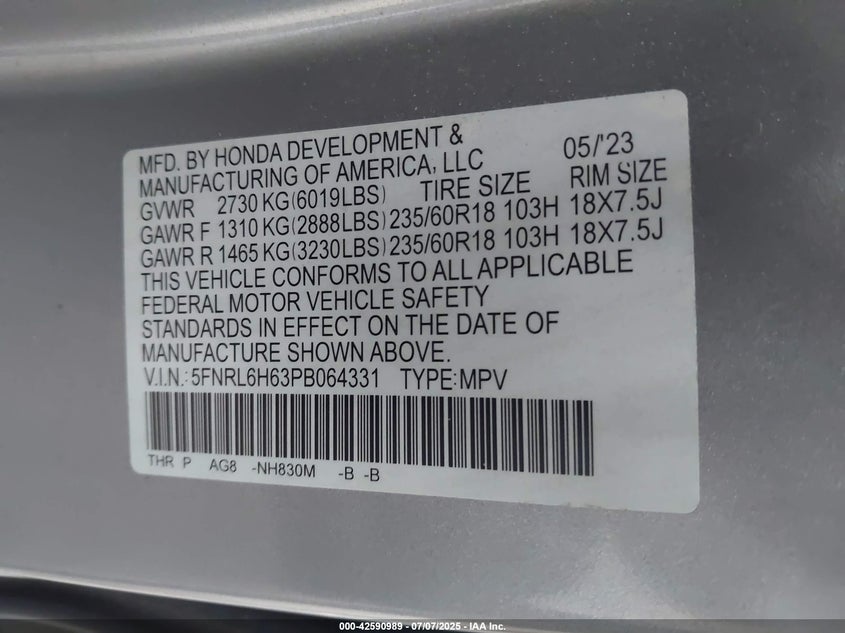 MFD. BY HONDA DEVELOPMENT & 05/'23
MANUFACTURING OF AMERICA, LLC
GVWR 2730 KG(6019LBS) TIRE SIZE RIM SIZE
GAWR F 1310 KG(2888LBS) 235/60R18 103H 18X7.5J
GAWR R 1465 KG(3230LBS) 235/60R18 103H 18X7.5J
THIS VEHICLE CONFORMS TO ALL APPLICABLE
FEDERAL MOTOR VEHICLE SAFETY
STANDARDS IN EFFECT ON THE DATE OF
MANUFACTURE SHOWN ABOVE.
V.I.N.: 5FNRL6H63PB064331 TYPE:MPV
THR P AG8 -NH830M -B -B
000-42590989 - 07/07/2025 - IAA Inc.